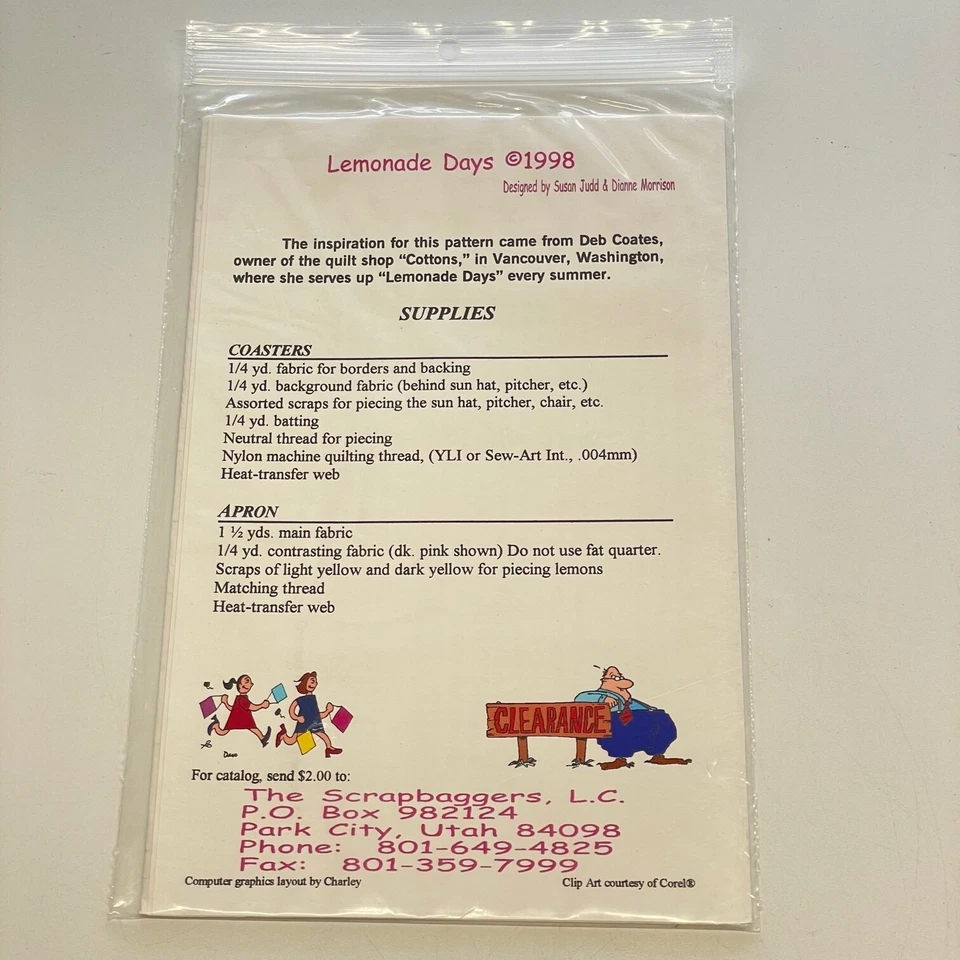 Lemonade Days ©1998
Designed by Susan Judd & Dianne Morrison
The inspiration for this pattern came from Deb Coates,
owner of the quilt shop “Cottons,” in Vancouver, Washington,
where she serves up “Lemonade Days” every summer.
SUPPLIES
COASTERS
1/4 yd. fabric for borders and backing
1/4 yd. background fabric (behind sun hat, pitcher, etc.)
Assorted scraps for piecing the sun hat, pitcher, chair, etc.
1/4 yd. batting
Neutral thread for piecing
Nylon machine quilting thread, (YLI or Sew-Art Int., .004mm)
Heat-transfer web
APRON
1 ½ yds. main fabric
1/4 yd. contrasting fabric (dk. pink shown) Do not use fat quarter.
Scraps of light yellow and dark yellow for piecing lemons
Matching thread
Heat-transfer web
CLEARANCE
For catalog, send $2.00 to:
The Scrapbaggers, L.C.
P.O. Box 982124
Park City, Utah 84098
Phone: 801-649-4825
Fax: 801-359-7999
Computer graphics layout by Charley
Clip Art courtesy of Corel®